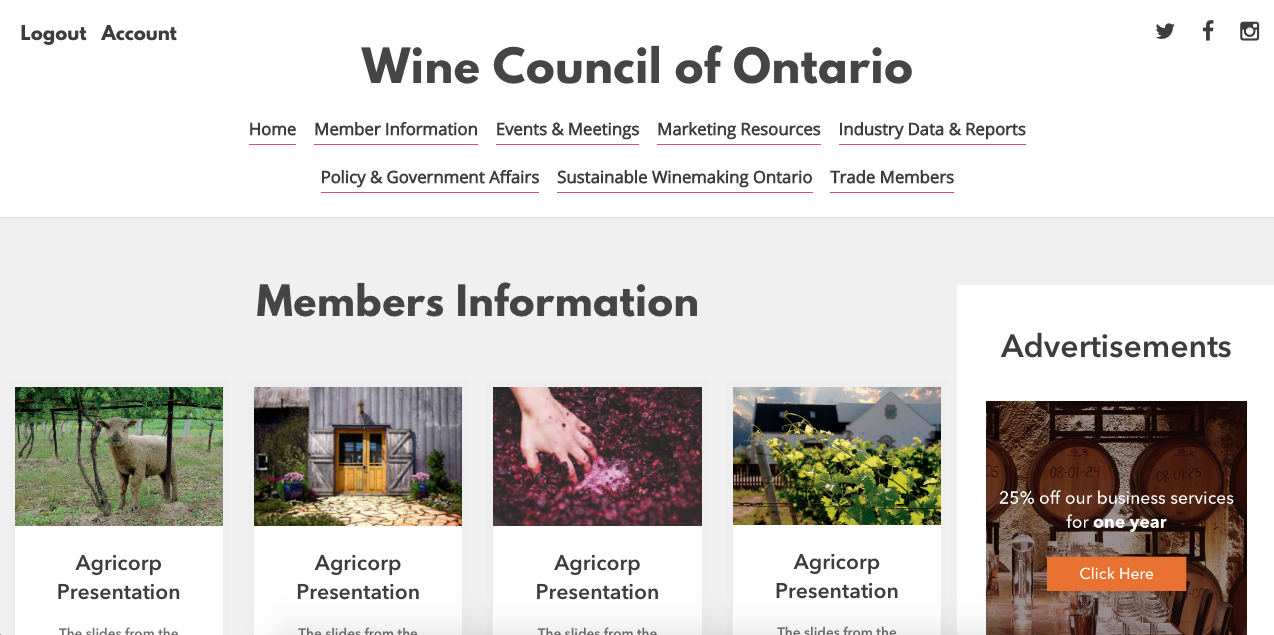 Logout Account
Wine Council of Ontario
Home Member Information Events & Meetings Marketing Resources Industry Data & Reports
Policy & Government Affairs Sustainable Winemaking Ontario Trade Members
Members Information
Advertisements
Agricorp
Presentation
The slides from the
Agricorp
Presentation
The slides from the
Agricorp
Presentation
The slides from the
Agricorp
Presentation
The slides from the
08-01-24
08-01-25
25% off our business services
for one year
Click Here